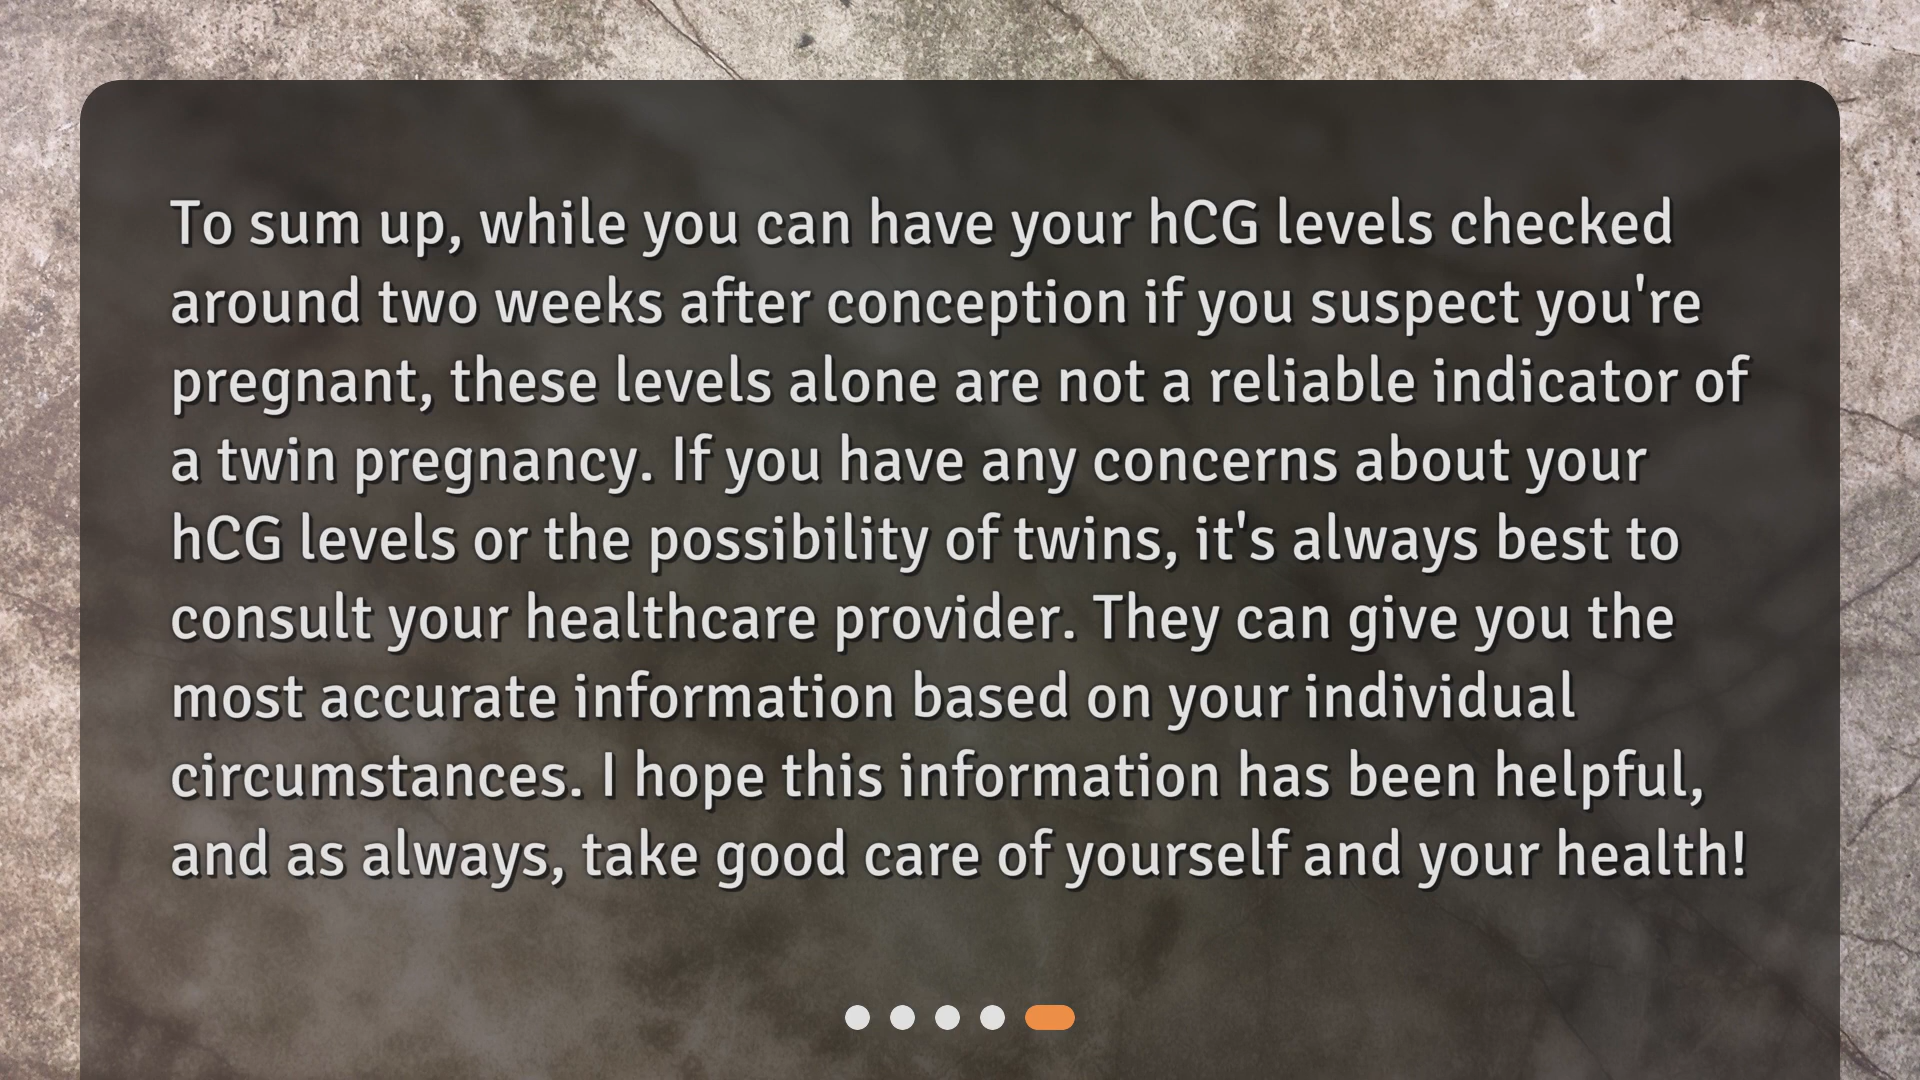 To sum up, while you can have your hCG levels checked
around two weeks after conception if you suspect you're
pregnant, these levels alone are not a reliable indicator of
a twin pregnancy. If you have any concerns about your
hCG levels or the possibility of twins, it's always best to
consult your healthcare provider. They can give you the
most accurate information based on your individual
circumstances. I hope this information has been helpful,
and as always, take good care of yourself and your health!